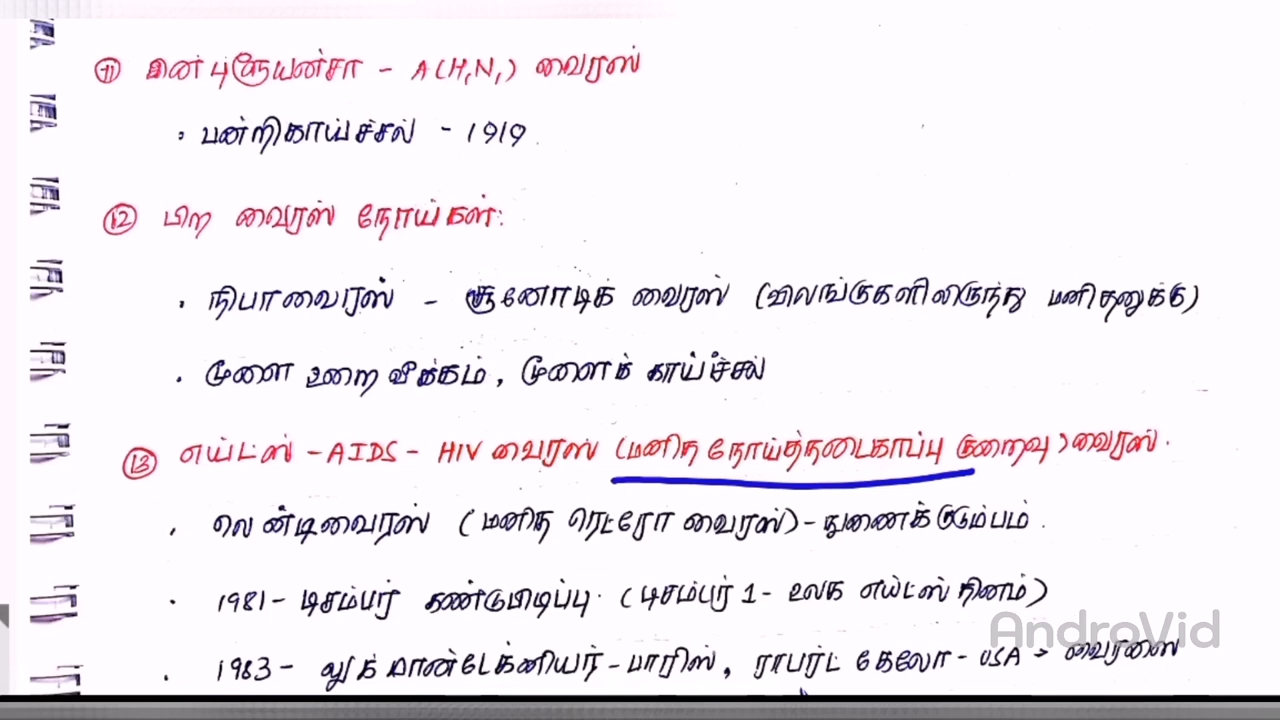 11 இன்புளுயன்சா - A(H₁N₁) வைரஸ்
• பன்றிகாய்ச்சல் - 1919
12 பிற வைரஸ் நோய்கள்:
• நிபாவைரஸ் - சூனோடிக் வைரஸ் (விலங்குகளிலிருந்து மனிதனுக்கு)
• மூளை உறை வீக்கம், மூளைக் காய்ச்சல்
13 எய்ட்ஸ் - AIDS - HIV வைரஸ் (மனித நோய்த்தடைகாப்பு குறைவு) வைரஸ்.
• லெண்டிவைரஸ் (மனித ரெட்ரோ வைரஸ்) - துணைக்குடும்பம்.
• 1981 - டிசம்பர் கண்டுபிடிப்பு. (டிசம்பர் 1 - உலக எய்ட்ஸ் தினம்)
AndroVid
• 1983 - லுக் மான்டேக்னியர் - பாரிஸ், ராபர்ட் கேலோ - USA > வைரஸை